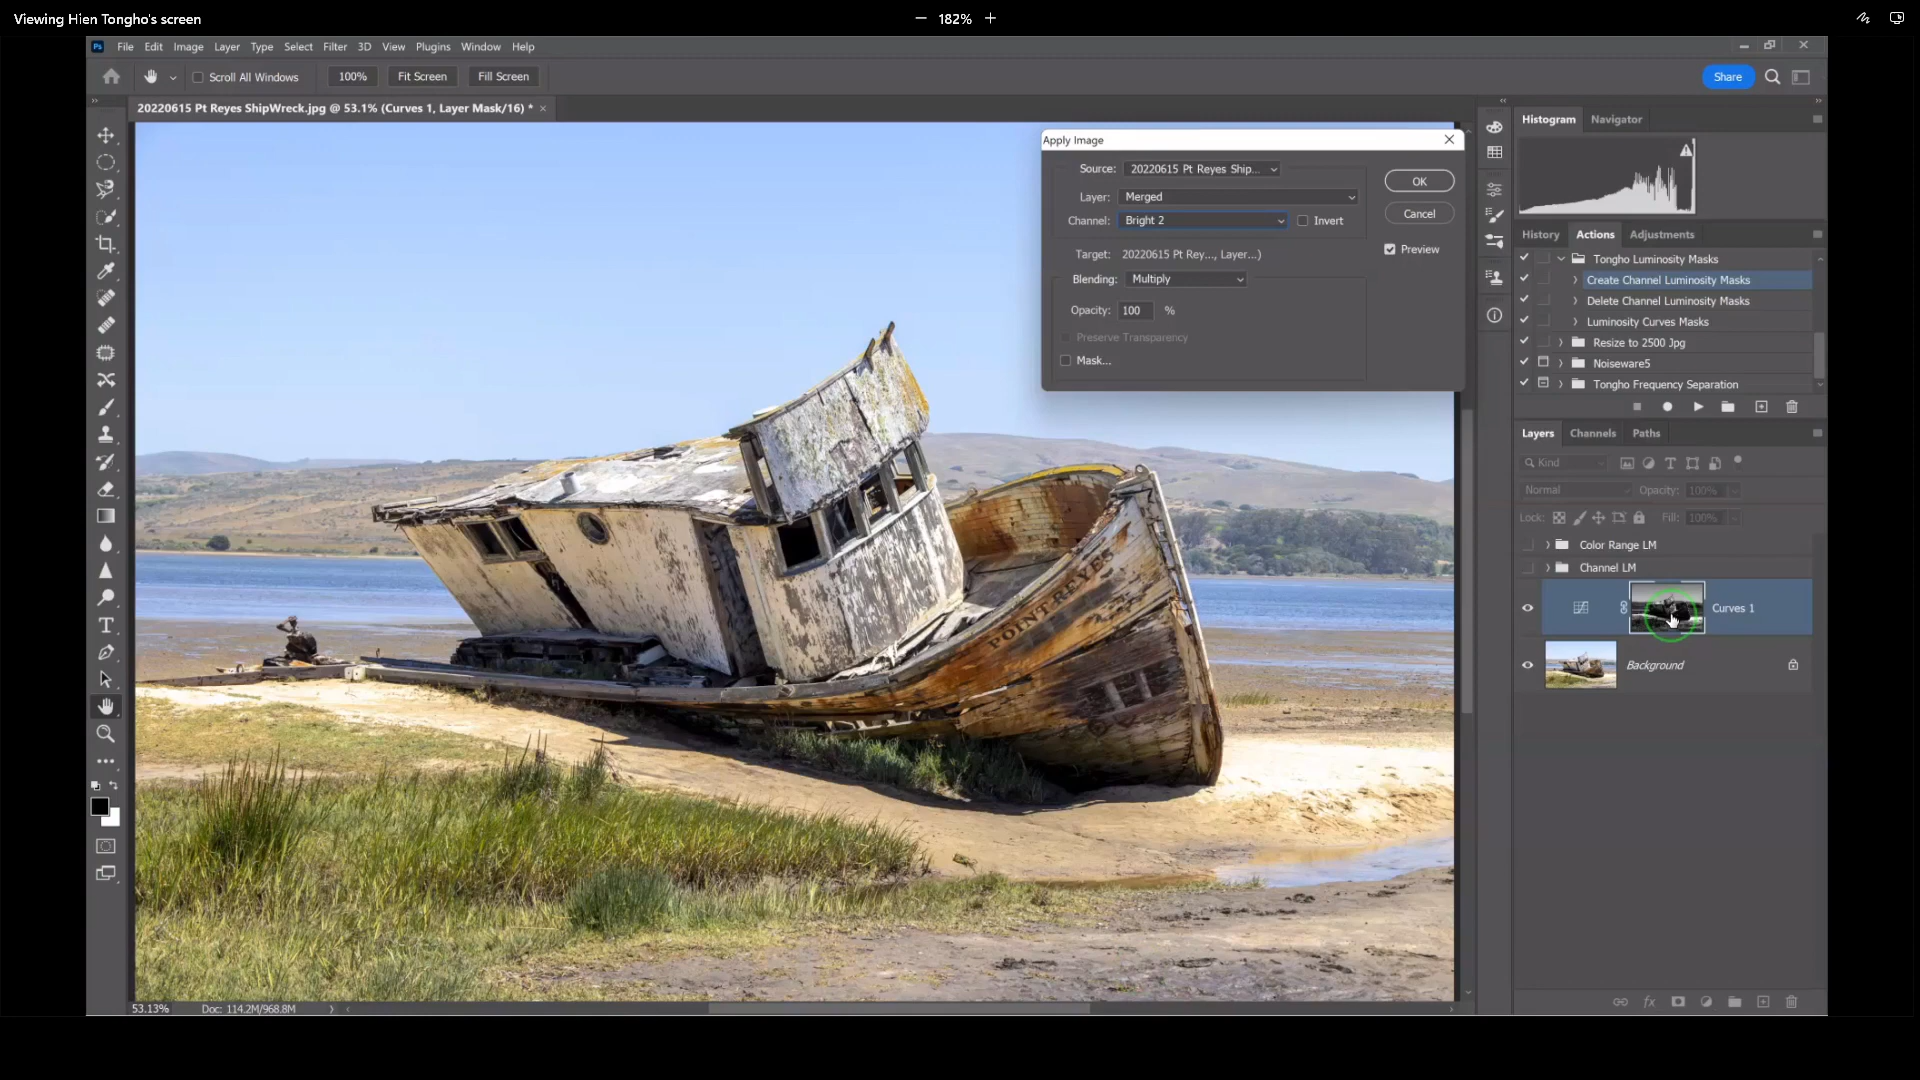 Viewing Hien Tongho's screen
182%
Ps File Edit Image Layer Type Select Filter 3D View Plugins Window Help
Scroll All Windows 100% Fit Screen Fill Screen Share
20220615 Pt Reyes ShipWreck.jpg @ 53.1% (Curves 1, Layer Mask/16) *
Apply Image
Source: 20220615 Pt Reyes Ship...
Layer: Merged
Channel: Bright 2 Invert
Target: 20220615 Pt Rey..., Layer...)
Blending: Multiply
Opacity: 100 %
Preserve Transparency
Mask...
OK
Cancel
Preview
Histogram Navigator
History Actions Adjustments
Tongho Luminosity Masks
Create Channel Luminosity Masks
Delete Channel Luminosity Masks
Luminosity Curves Masks
Resize to 2500 Jpg
Noiseware5
Tongho Frequency Separation
Layers Channels Paths
Kind
Normal Opacity: 100%
Lock: Fill: 100%
Color Range LM
Channel LM
Curves 1
Background
POINT REYES
53.13% Doc: 114.2M/968.8M